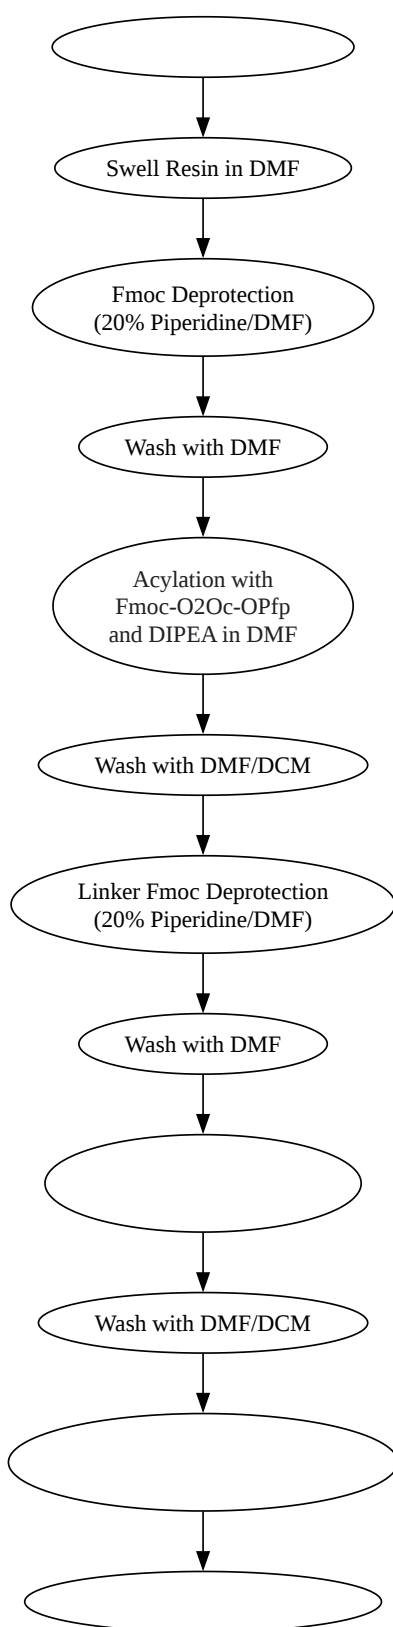 Swell Resin in DMF
Fmoc Deprotection
(20% Piperidine/DMF)
Wash with DMF
Acylation with
Fmoc-O2Oc-OPfp
and DIPEA in DMF
Wash with DMF/DCM
Linker Fmoc Deprotection
(20% Piperidine/DMF)
Wash with DMF
Wash with DMF/DCM